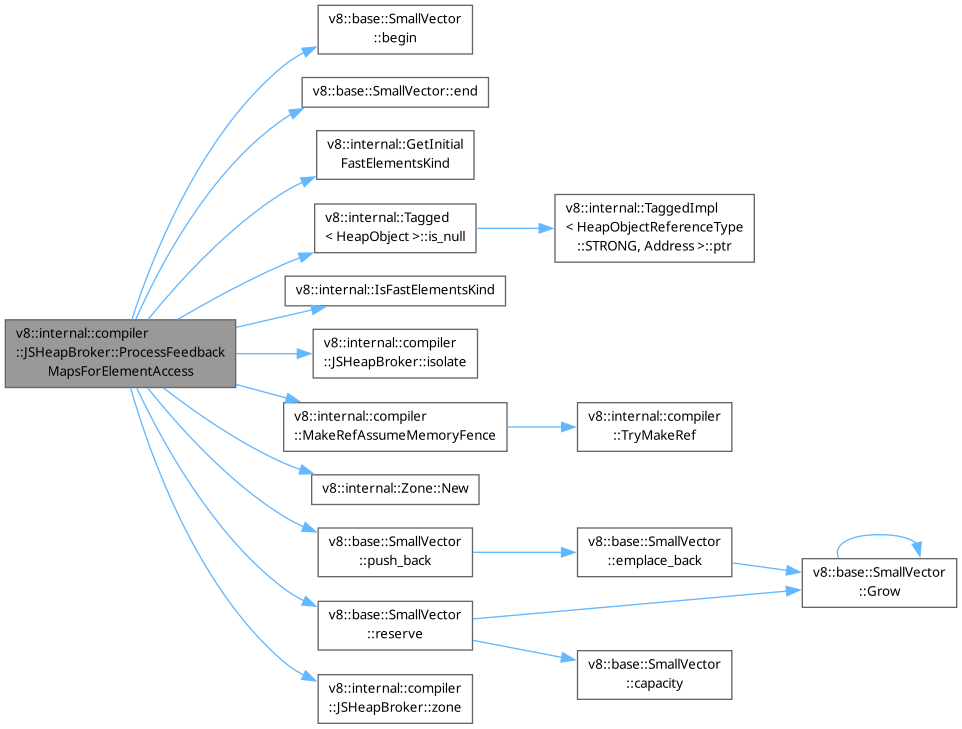 v8::base::SmallVector
::begin
v8::base::SmallVector::end
v8::internal::GetInitial
FastElementsKind
v8::internal::Tagged
< HeapObject >::is_null
v8::internal::TaggedImpl
< HeapObjectReferenceType
::STRONG, Address >::ptr
v8::internal::IsFastElementsKind
v8::internal::compiler
::JSHeapBroker::ProcessFeedback
MapsForElementAccess
v8::internal::compiler
::JSHeapBroker::isolate
v8::internal::compiler
::MakeRefAssumeMemoryFence
v8::internal::compiler
::TryMakeRef
v8::internal::Zone::New
v8::base::SmallVector
::push_back
v8::base::SmallVector
::emplace_back
v8::base::SmallVector
::Grow
v8::base::SmallVector
::reserve
v8::base::SmallVector
::capacity
v8::internal::compiler
::JSHeapBroker::zone